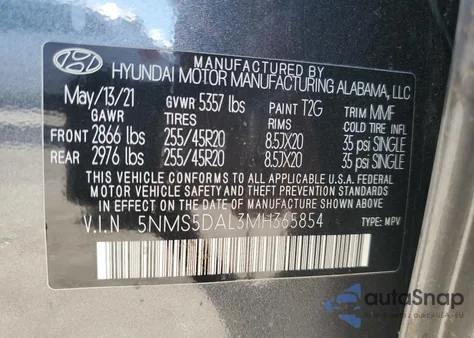 MANUFACTURED BY
HYUNDAI MOTOR MANUFACTURING ALABAMA, LLC
May/13/21 GVWR 5357 lbs PAINT T2G TRIM MMF
GAWR TIRES RIMS COLD TIRE INFL
FRONT 2866 lbs 255/45R20 8.5JX20 35 psi SINGLE
REAR 2976 lbs 255/45R20 8.5JX20 35 psi SINGLE
THIS VEHICLE CONFORMS TO ALL APPLICABLE U.S.A. FEDERAL
MOTOR VEHICLE SAFETY AND THEFT PREVENTION STANDARDS
IN EFFECT ON THE DATE OF MANUFACTURE SHOWN ABOVE.
V.I.N 5NMS5DAL3MH365854 TYPE: MPV
autoSnap